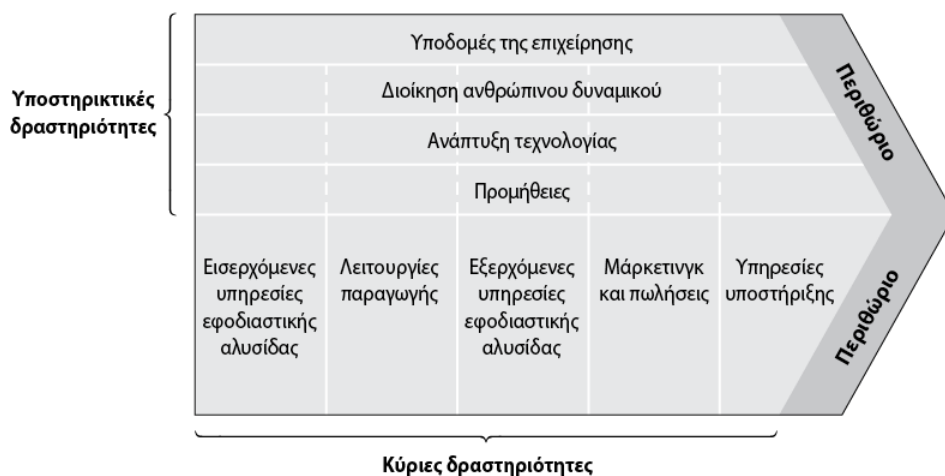 Υποστηρικτικές
δραστηριότητες
Υποδομές της επιχείρησης
Διοίκηση ανθρώπινου δυναμικού
Ανάπτυξη τεχνολογίας
Προμήθειες
Περιθώριο
Εισερχόμενες
υπηρεσίες
εφοδιαστικής
αλυσίδας
Λειτουργίες
παραγωγής
Εξερχόμενες
υπηρεσίες
εφοδιαστικής
αλυσίδας
Μάρκετινγκ
και πωλήσεις
Υπηρεσίες
υποστήριξης
Περιθώριο
Κύριες δραστηριότητες